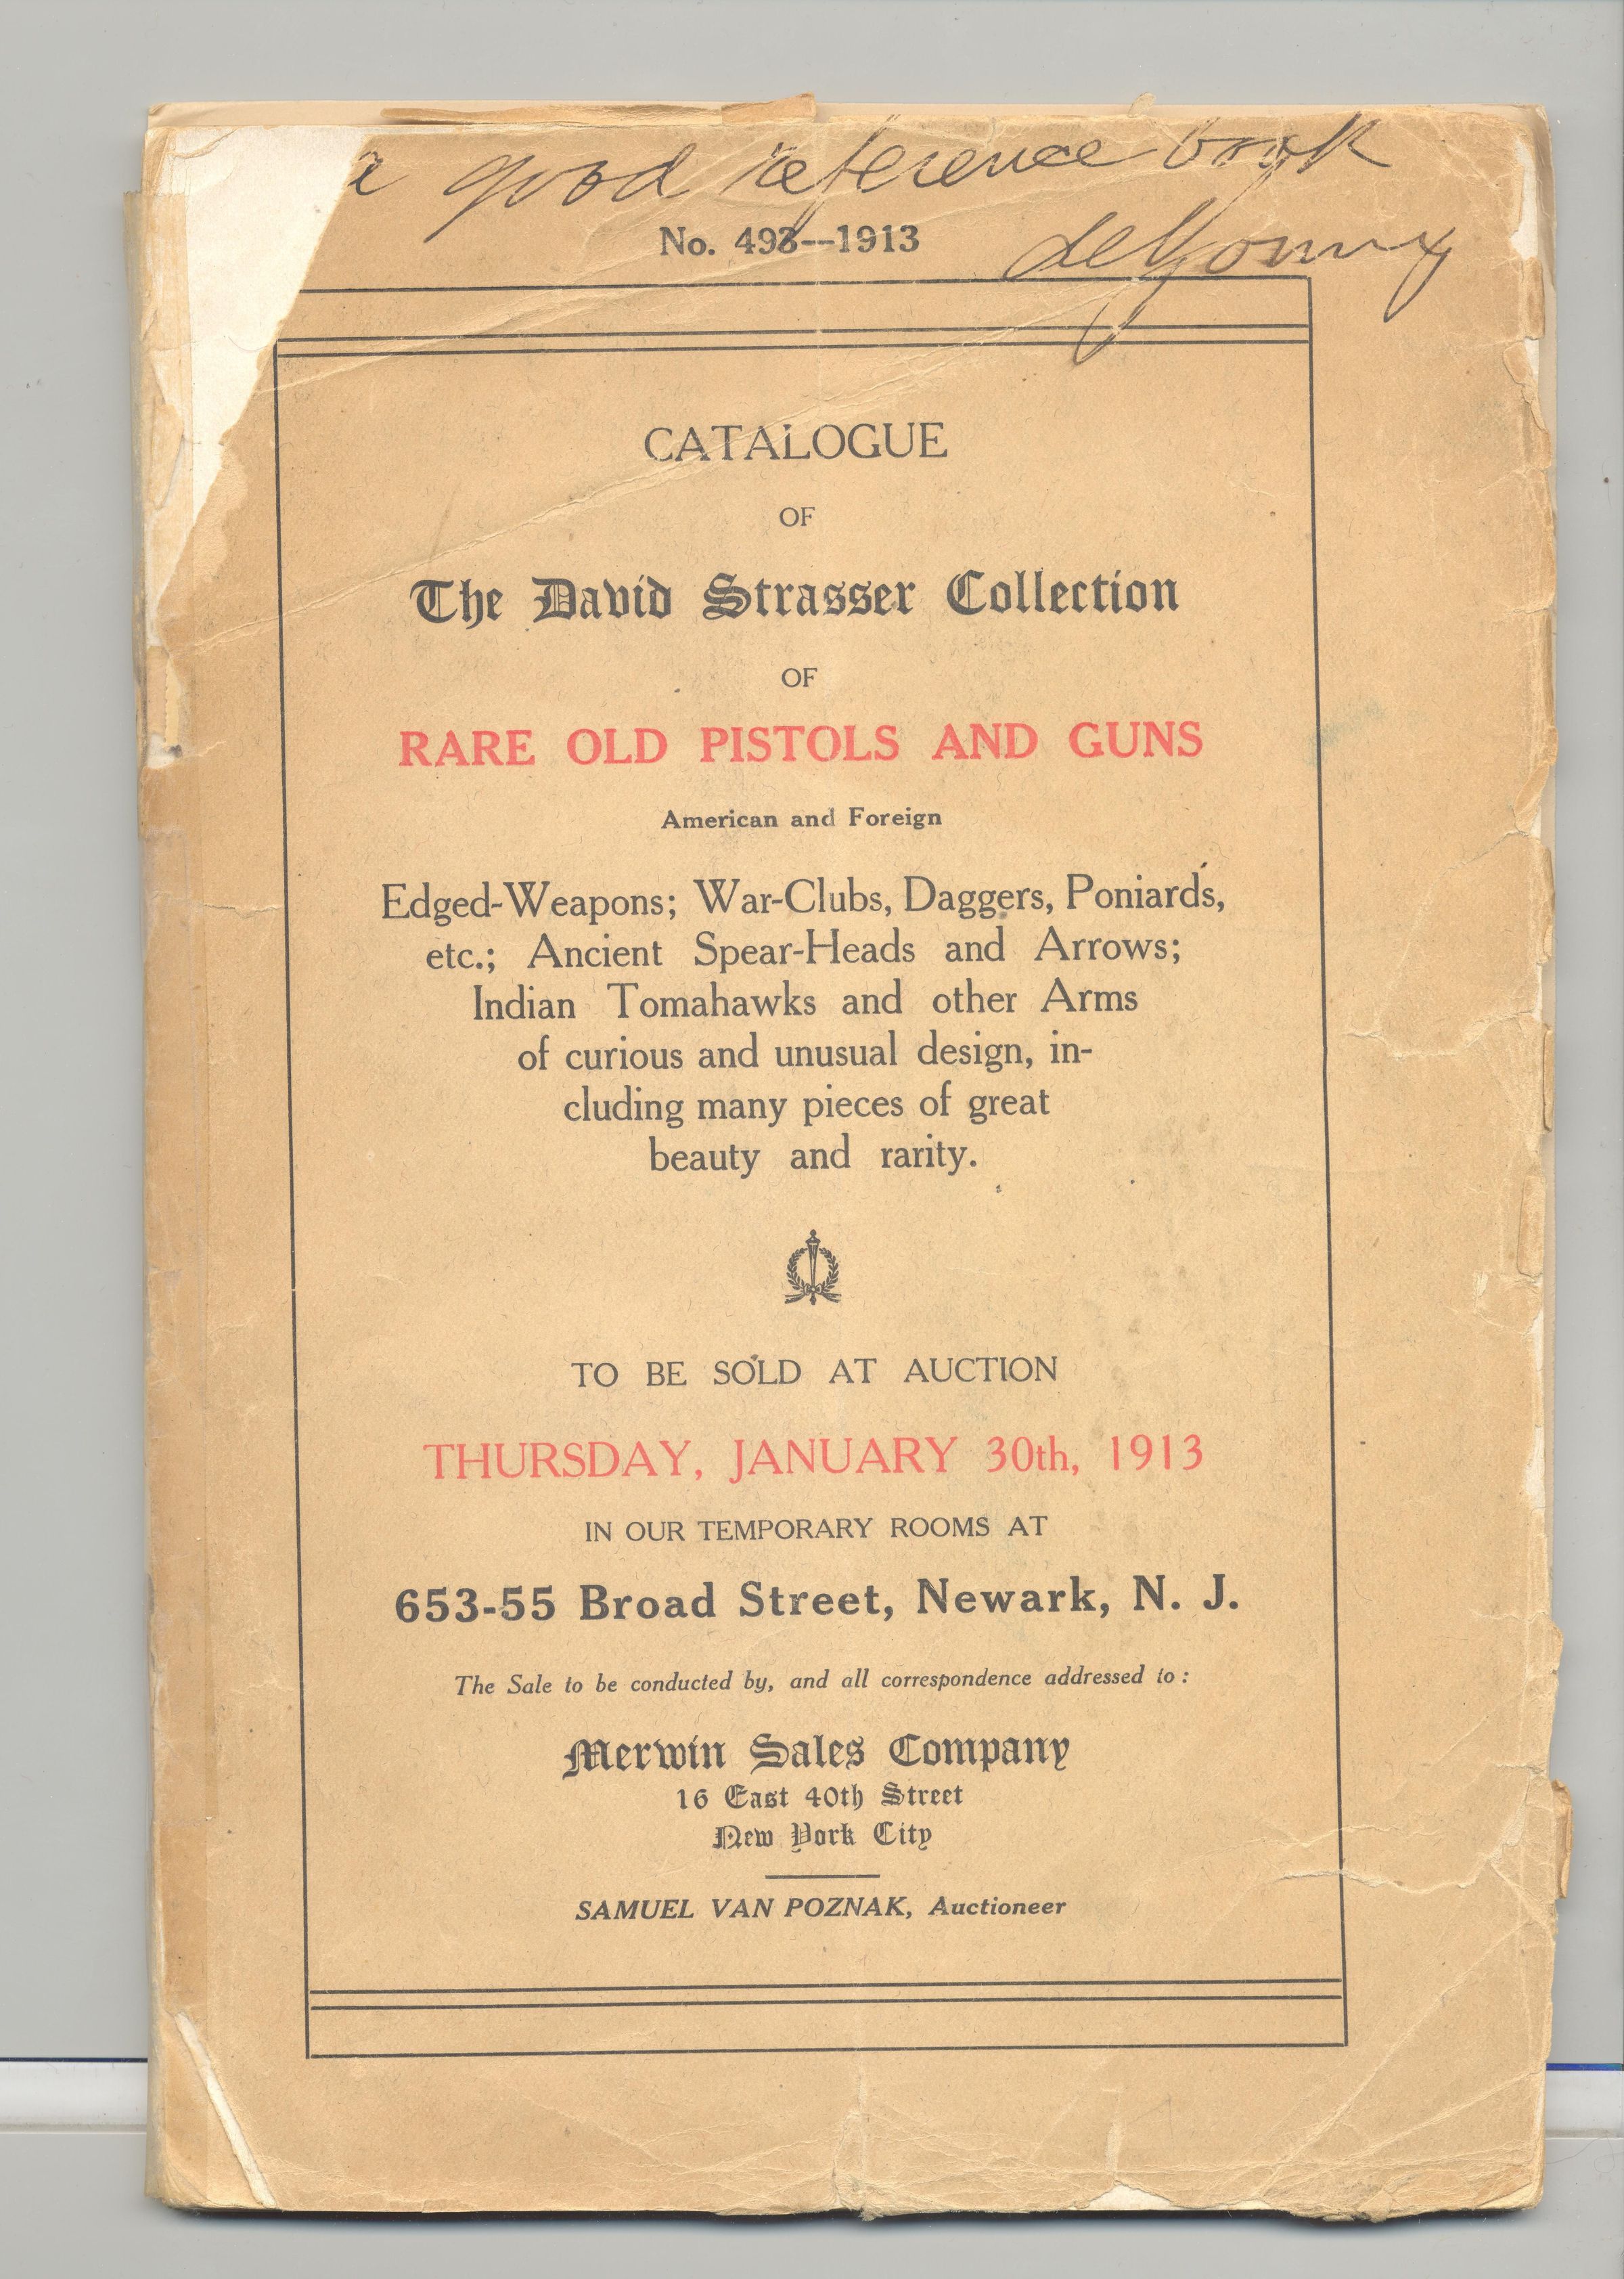 a good reference book
No. 493--1913
CATALOGUE
OF
The David Strasser Collection
OF
RARE OLD PISTOLS AND GUNS
American and Foreign
Edged-Weapons; War-Clubs, Daggers, Poniards,
etc.; Ancient Spear-Heads and Arrows;
Indian Tomahawks and other Arms
of curious and unusual design, in-
cluding many pieces of great
beauty and rarity.
TO BE SOLD AT AUCTION
THURSDAY, JANUARY 30th, 1913
IN OUR TEMPORARY ROOMS AT
653-55 Broad Street, Newark, N. J.
The Sale to be conducted by, and all correspondence addressed to:
Merwin Sales Company
16 East 40th Street
New York City
SAMUEL VAN POZNAK, Auctioneer